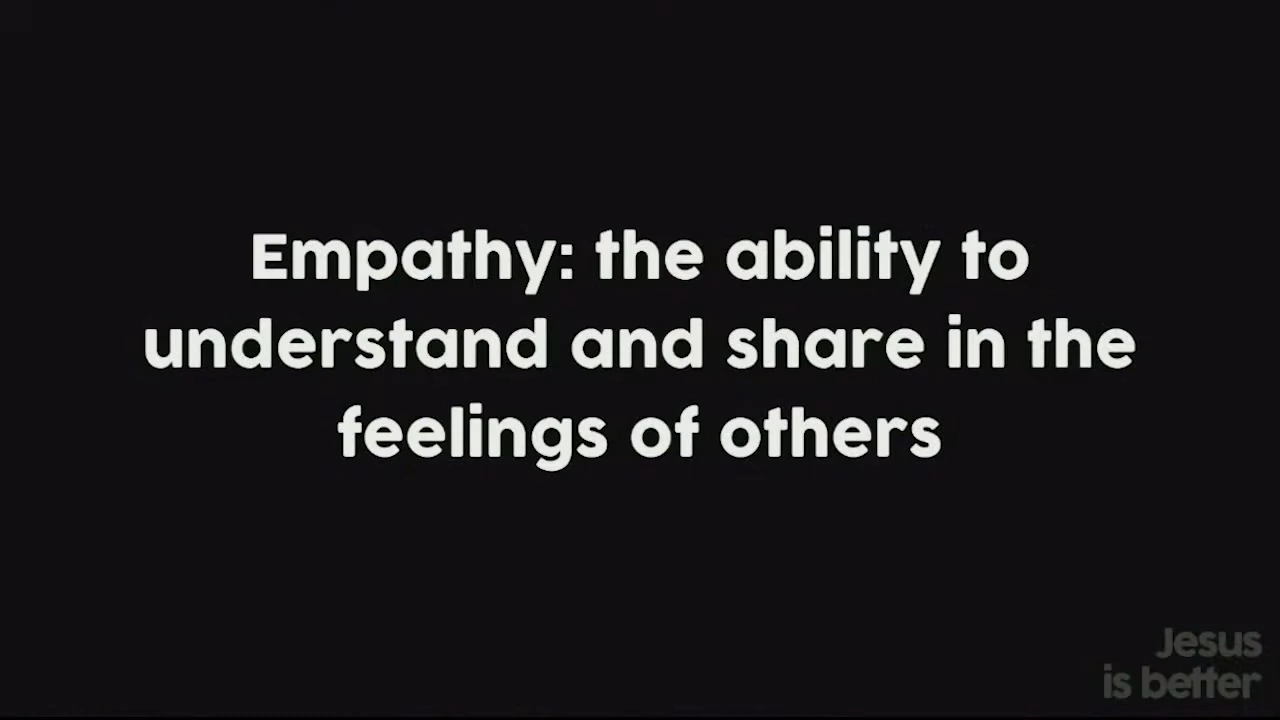 Empathy: the ability to
understand and share in the
feelings of others
Jesus
is better